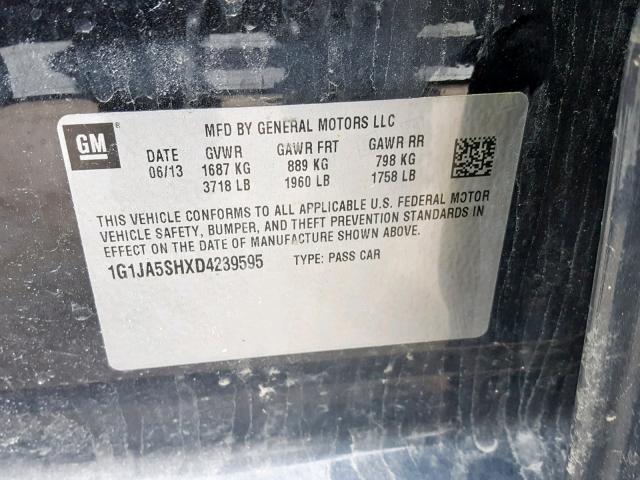 GM
MFD BY GENERAL MOTORS LLC
DATE GVWR GAWR FRT GAWR RR
06/13 1687 KG 889 KG 798 KG
3718 LB 1960 LB 1758 LB
THIS VEHICLE CONFORMS TO ALL APPLICABLE U.S. FEDERAL MOTOR
VEHICLE SAFETY, BUMPER, AND THEFT PREVENTION STANDARDS IN
EFFECT ON THE DATE OF MANUFACTURE SHOWN ABOVE.
1G1JA5SHXD4239595 TYPE: PASS CAR